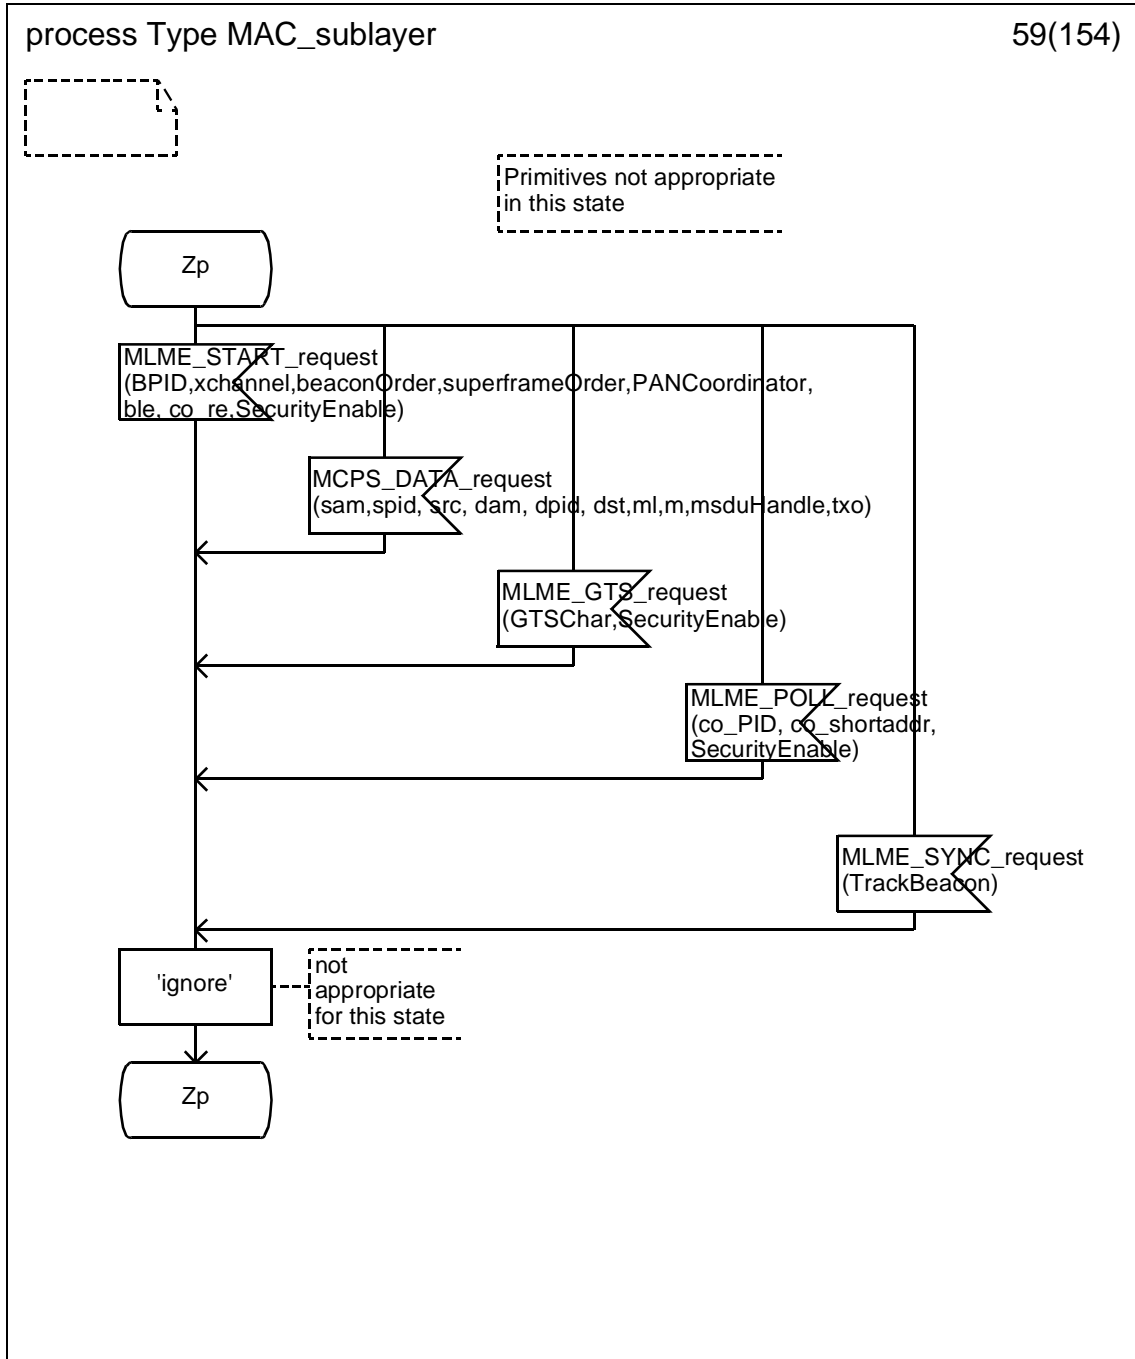 process Type MAC_sublayer
59(154)
Primitives not appropriate
in this state
Zp
MLME_START_request
(BPID,xchannel,beaconOrder,superframeOrder,PANCoordinator,
ble, co_re,SecurityEnable)
MCPS_DATA_request
(sam,spid, src, dam, dpid, dst,ml,m,msduHandle,txo)
MLME_GTS_request
(GTSChar,SecurityEnable)
MLME_POLL_request
(co_PID, co_shortaddr,
SecurityEnable)
MLME_SYNC_request
(TrackBeacon)
'ignore'
not
appropriate
for this state
Zp